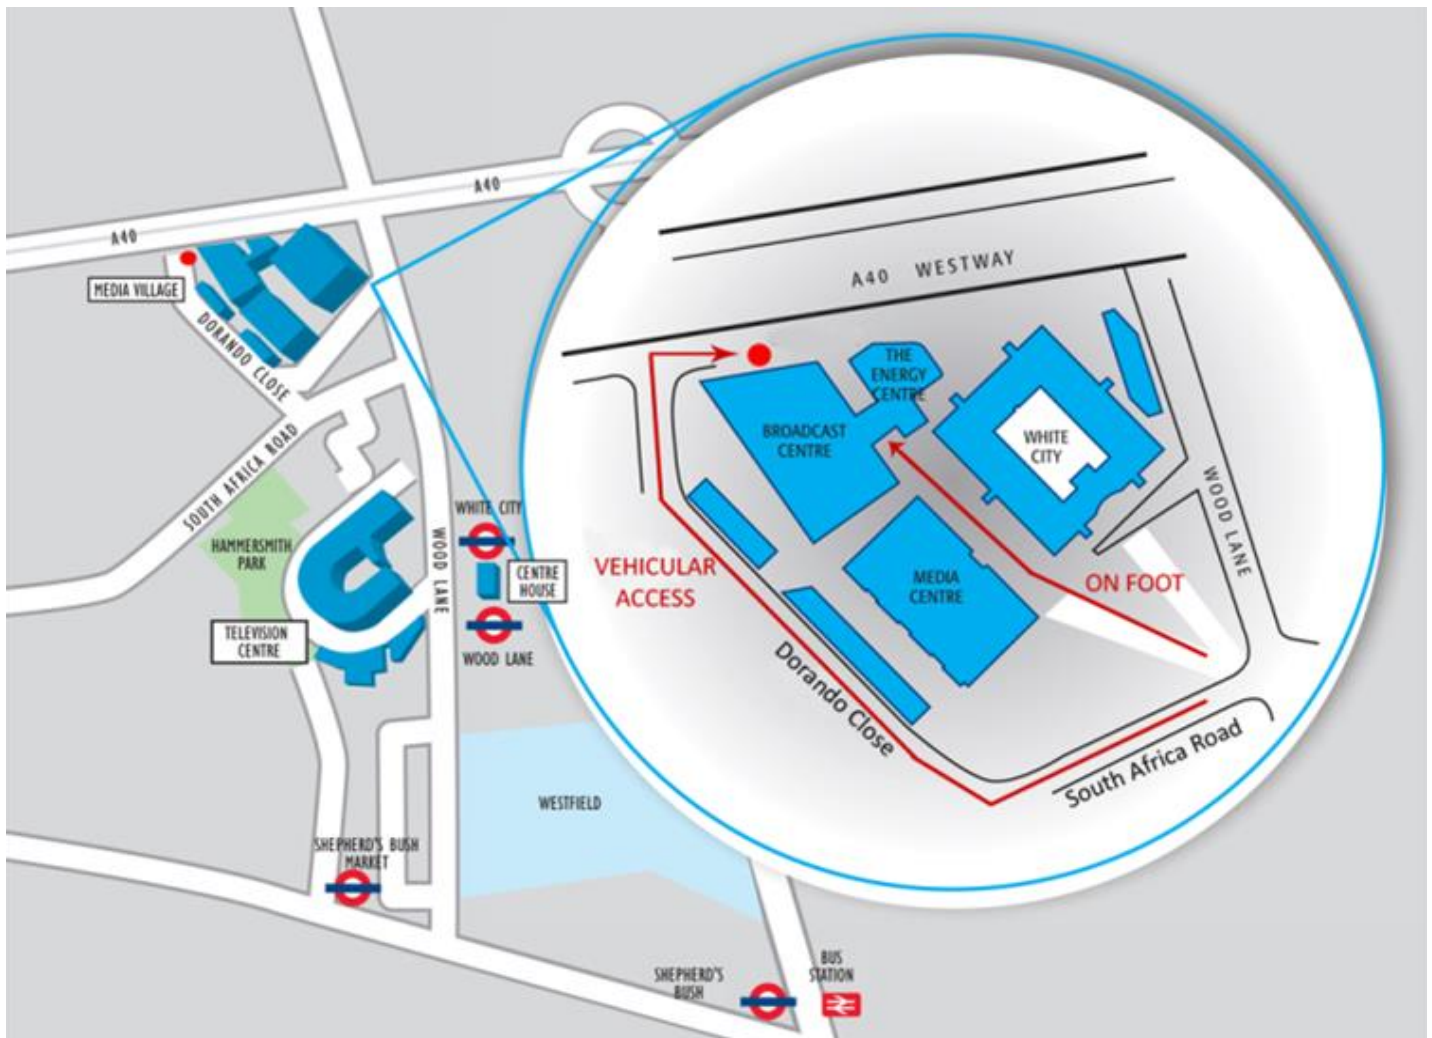 A40
A40
MEDIA VILLAGE
DORANDO CLOSE
SOUTH AFRICA ROAD
HAMMERSMITH
PARK
TELEVISION
CENTRE
WOOD LANE
WHITE CITY
CENTRE
HOUSE
WOOD LANE
WESTFIELD
SHEPHERD'S BUSH
MARKET
SHEPHERD'S
BUSH
BUS
STATION
A40 WESTWAY
THE
ENERGY
CENTRE
BROADCAST
CENTRE
WHITE
CITY
WOOD LANE
MEDIA
CENTRE
ON FOOT
VEHICULAR
ACCESS
Dorando Close
South Africa Road